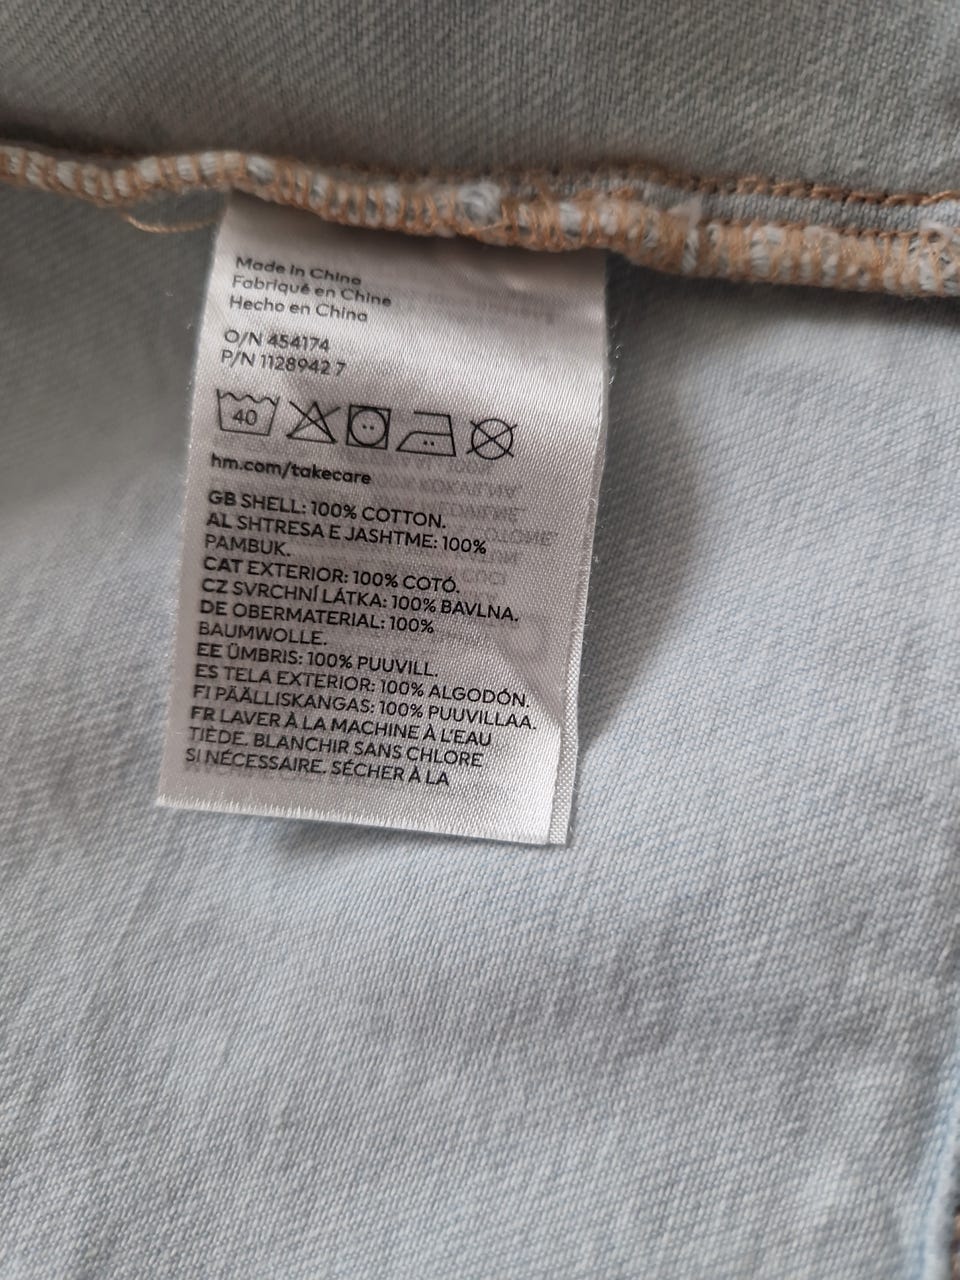 Made in China
Fabriqué en Chine
Hecho en China
O/N 454174
P/N 1128942 7
40
hm.com/takecare
GB SHELL: 100% COTTON.
AL SHTRESA E JASHTME: 100%
PAMBUK.
CAT EXTERIOR: 100% COTÓ.
CZ SVRCHNÍ LÁTKA: 100% BAVLNA.
DE OBERMATERIAL: 100%
BAUMWOLLE.
EE ÜMBRIS: 100% PUUVILL.
ES TELA EXTERIOR: 100% ALGODÓN.
FI PÄÄLLISKANGAS: 100% PUUVILLAA.
FR LAVER À LA MACHINE À L'EAU
TIÈDE. BLANCHIR SANS CHLORE
SI NÉCESSAIRE. SÉCHER À LA